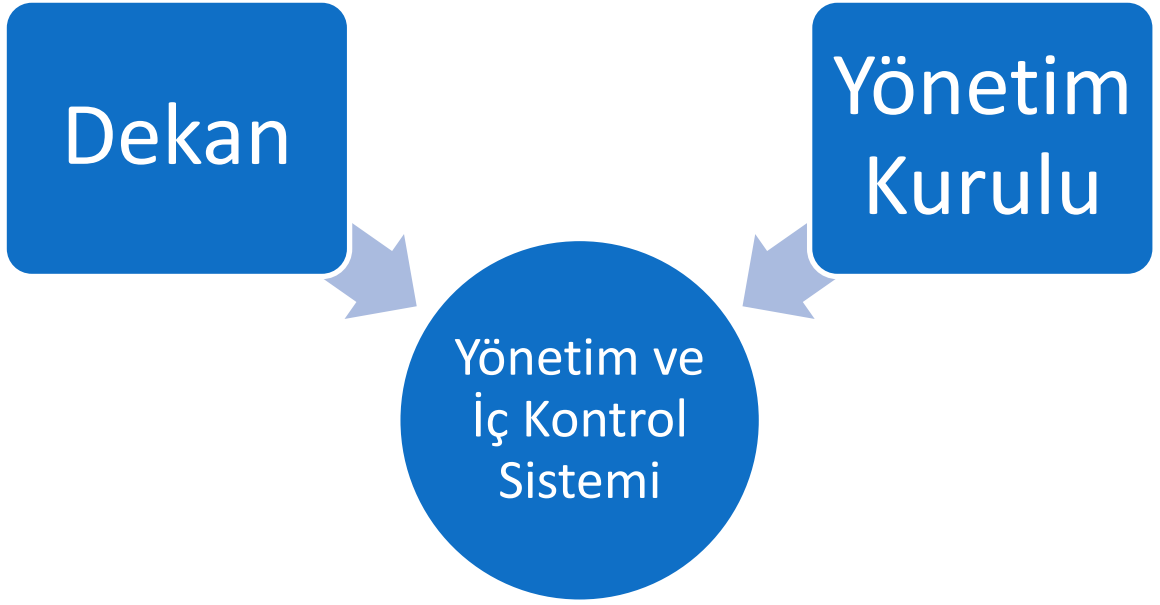 Dekan
Yönetim
Kurulu
Yönetim ve
İç Kontrol
Sistemi